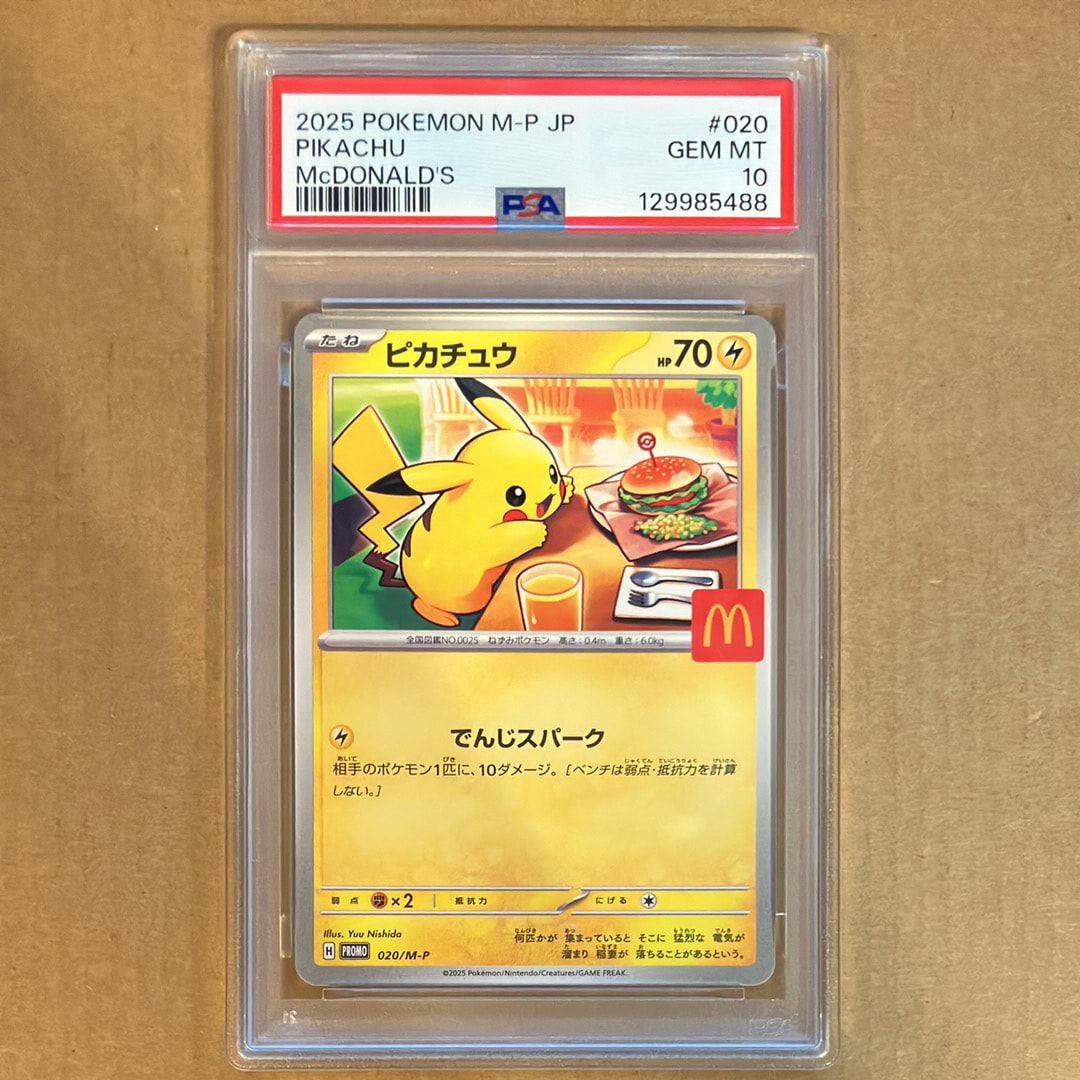 2025 POKEMON M-P JP #020
PIKACHU GEM MT
McDONALD'S 10
PSA 129985488
たね ピカチュウ HP70
M
全国図鑑NO.0025 ねずみポケモン 高さ:0.4m 重さ:6.0kg
でんじスパーク
相手のポケモン1匹に、10ダメージ。[ベンチは弱点・抵抗力を計算
しない。]
弱点 ×2 抵抗力 にげる
Illus. Yuu Nishida
何匹かが 集まっていると そこに 猛烈な 電気が
溜まり 稲妻が 落ちることがあるという。
H PROMO 020/M-P
©2025 Pokémon/Nintendo/Creatures/GAME FREAK.